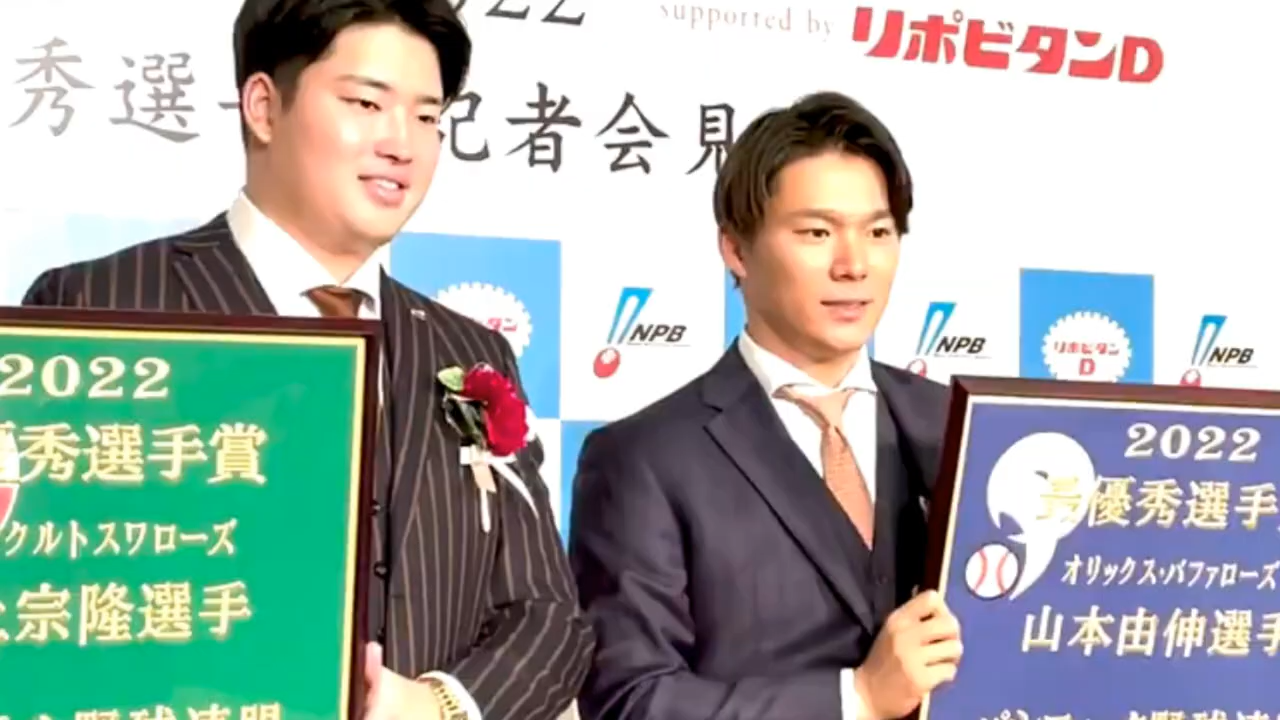 2022
supported by リポビタンD
秀選
記者会見
NPB
NPB
リポビタン
D
NPB
2022
優秀選手賞
クルトスワローズ
宗隆選手
2022
最優秀選手
オリックス・バファローズ
山本由伸選手